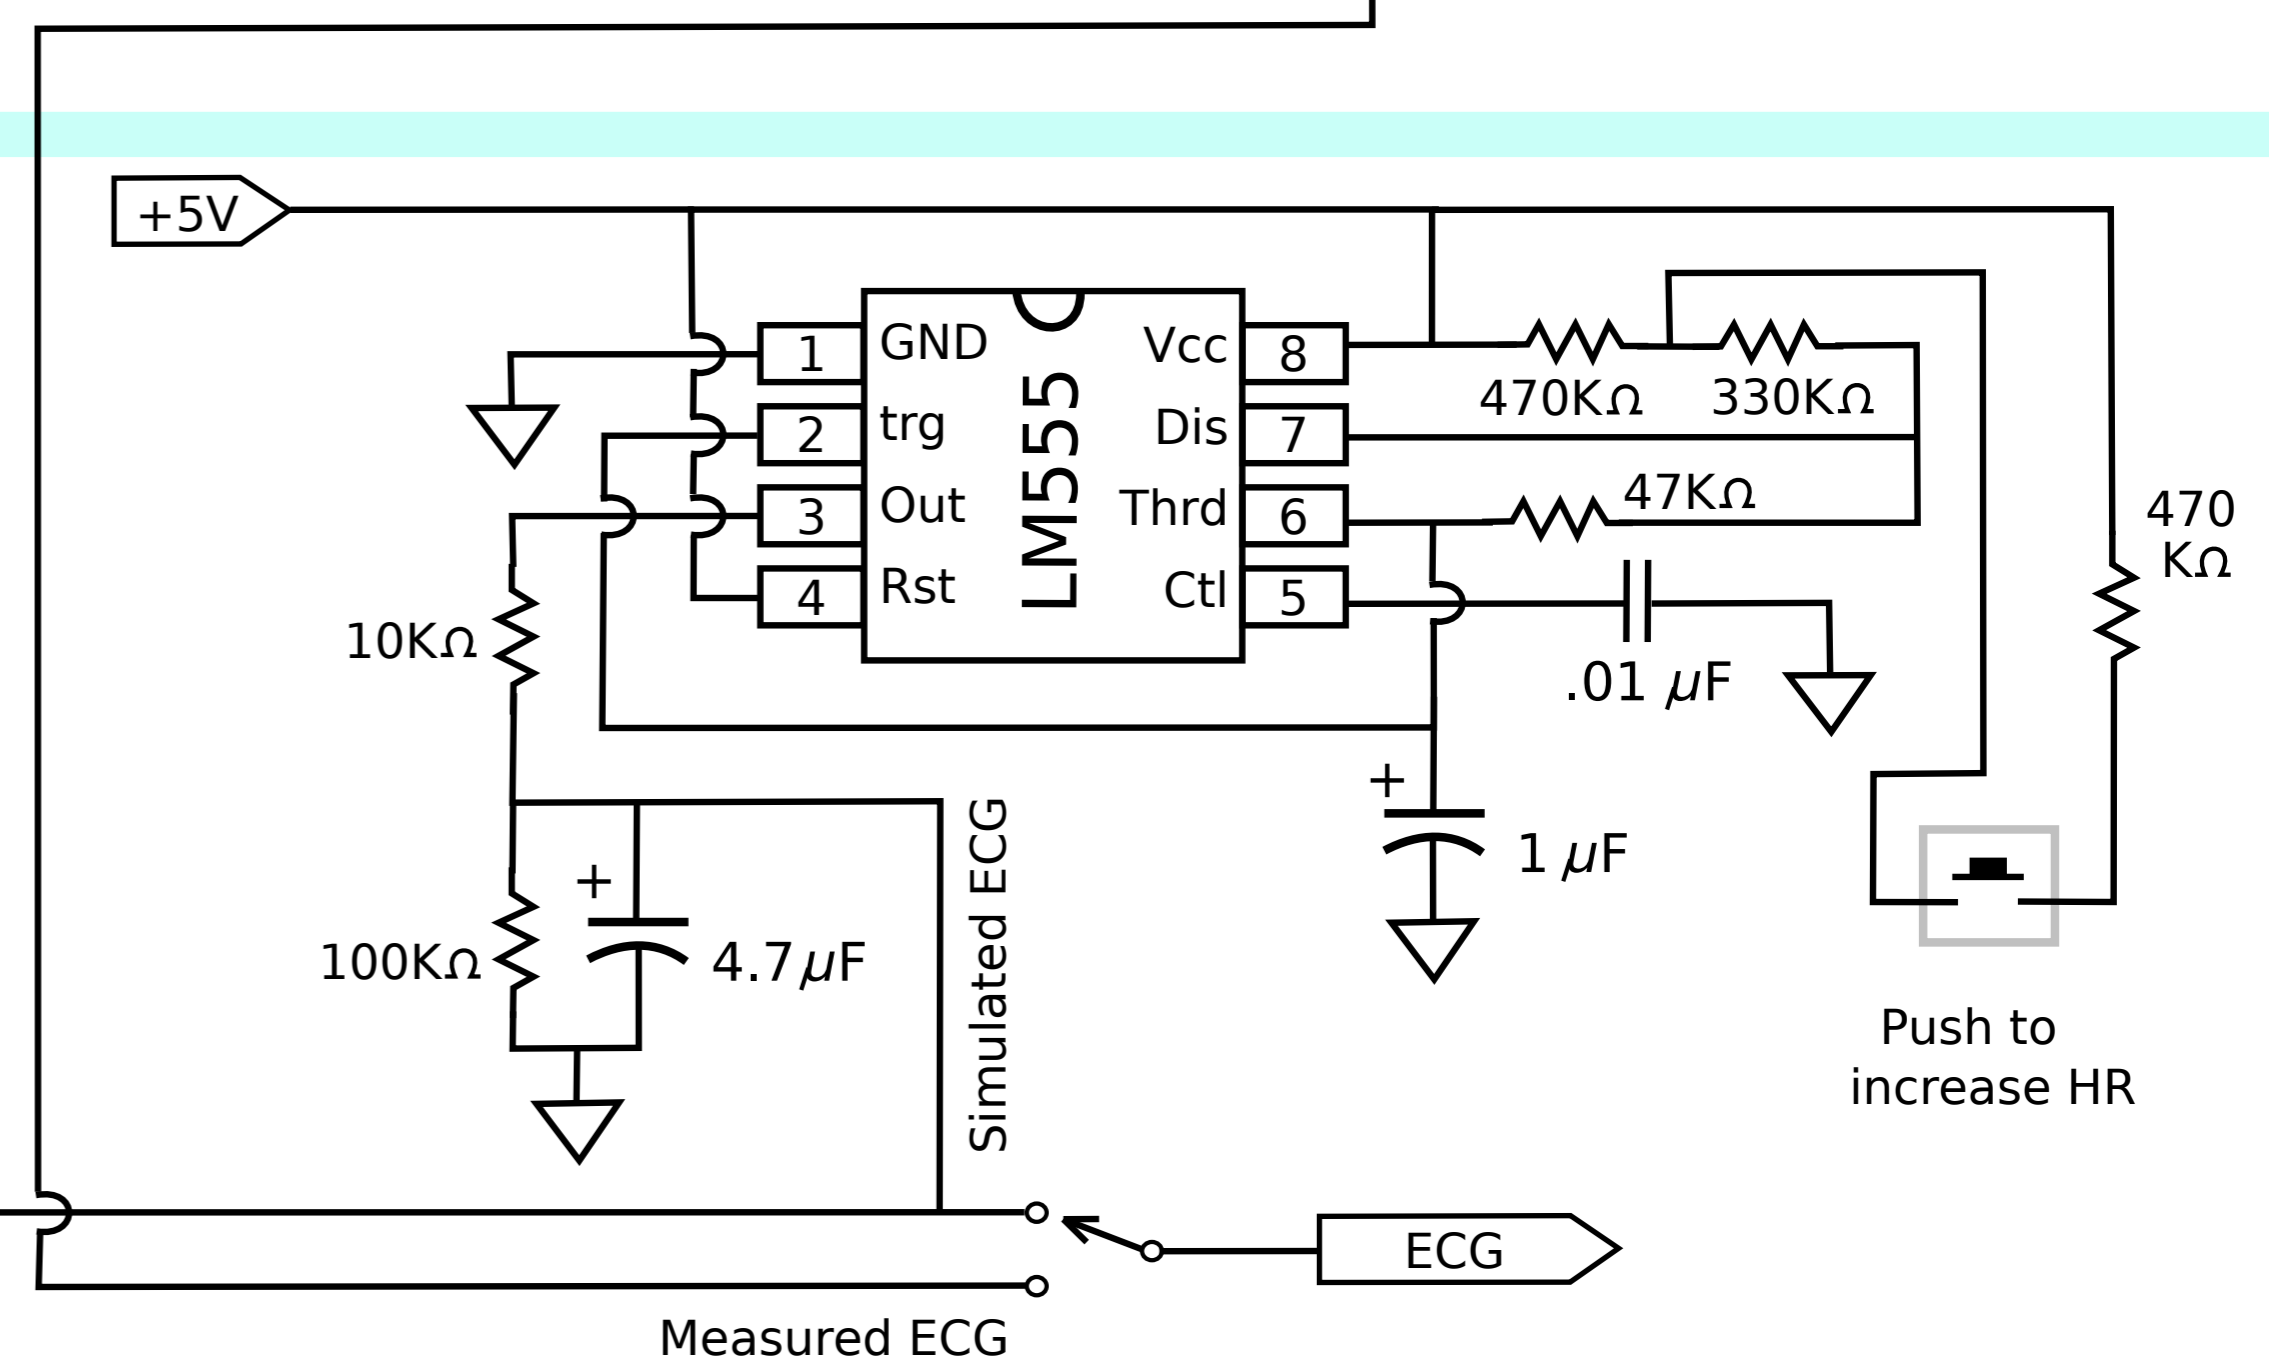 +5V
1
GND
Vcc
8
470KΩ
330KΩ
2
trg
Dis
7
LM555
3
Out
Thrd
6
47KΩ
470
KΩ
4
Rst
Ctl
5
10KΩ
.01 µF
+
1 µF
+
100KΩ
4.7µF
Simulated ECG
Push to
increase HR
ECG
Measured ECG